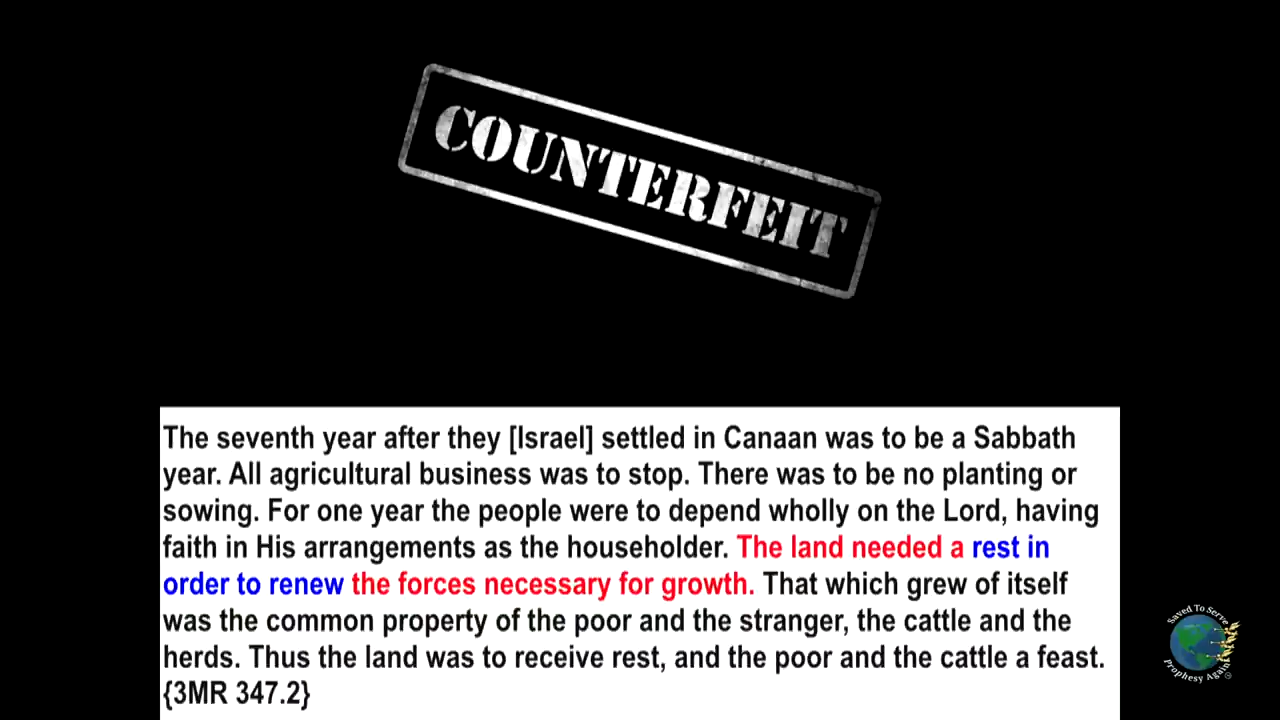 COUNTERFEIT
The seventh year after they [Israel] settled in Canaan was to be a Sabbath
year. All agricultural business was to stop. There was to be no planting or
sowing. For one year the people were to depend wholly on the Lord, having
faith in His arrangements as the householder. The land needed a rest in
order to renew the forces necessary for growth. That which grew of itself
was the common property of the poor and the stranger, the cattle and the
herds. Thus the land was to receive rest, and the poor and the cattle a feast.
{3MR 347.2}
Saved To Serve
Prophesy Again